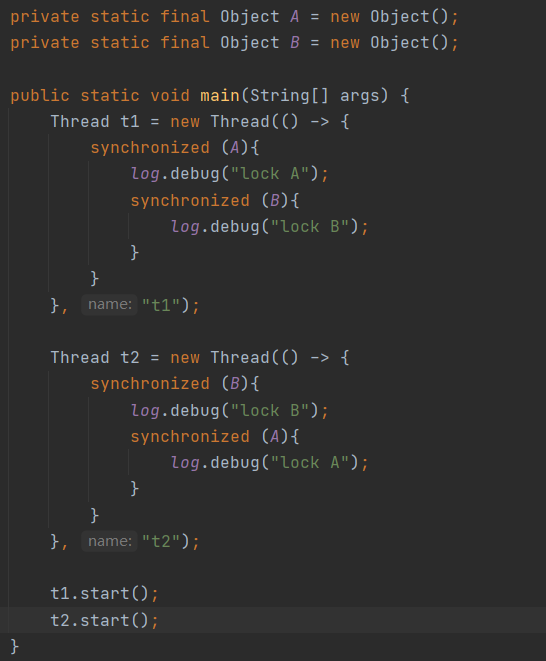 private static final Object A = new Object();
private static final Object B = new Object();
public static void main(String[] args) {
Thread t1 = new Thread(() -> {
synchronized (A){
log.debug("lock A");
synchronized (B){
log.debug("lock B");
}
}
}, name: "t1");
Thread t2 = new Thread(() -> {
synchronized (B){
log.debug("lock B");
synchronized (A){
log.debug("lock A");
}
}
}, name: "t2");
t1.start();
t2.start();
}